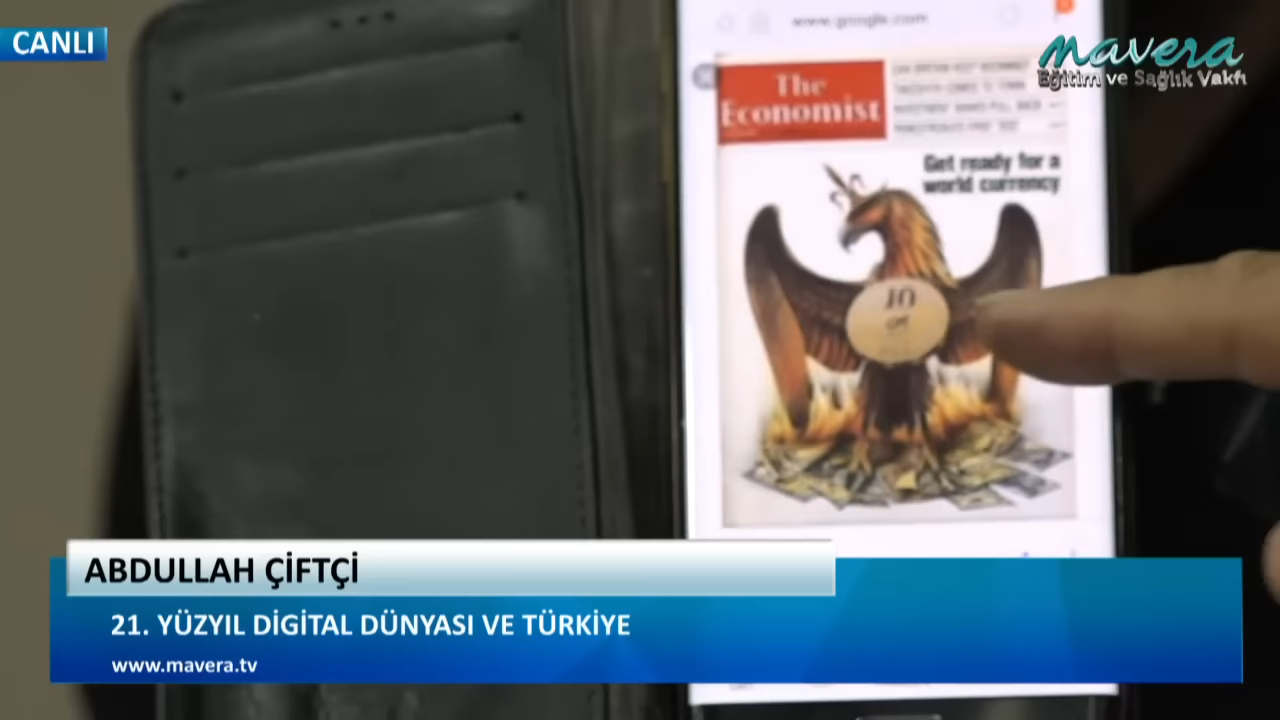 CANLI
mavera
Eğitim ve Sağlık Vakfı
www.google.com
The
Economist
Get ready for a
world currency
10
ABDULLAH ÇİFTÇİ
21. YÜZYIL DİGİTAL DÜNYASI VE TÜRKİYE
www.mavera.tv